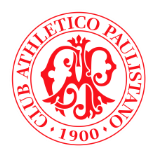 CLUB ATHLETICO PAULISTANO
· 1900 ·